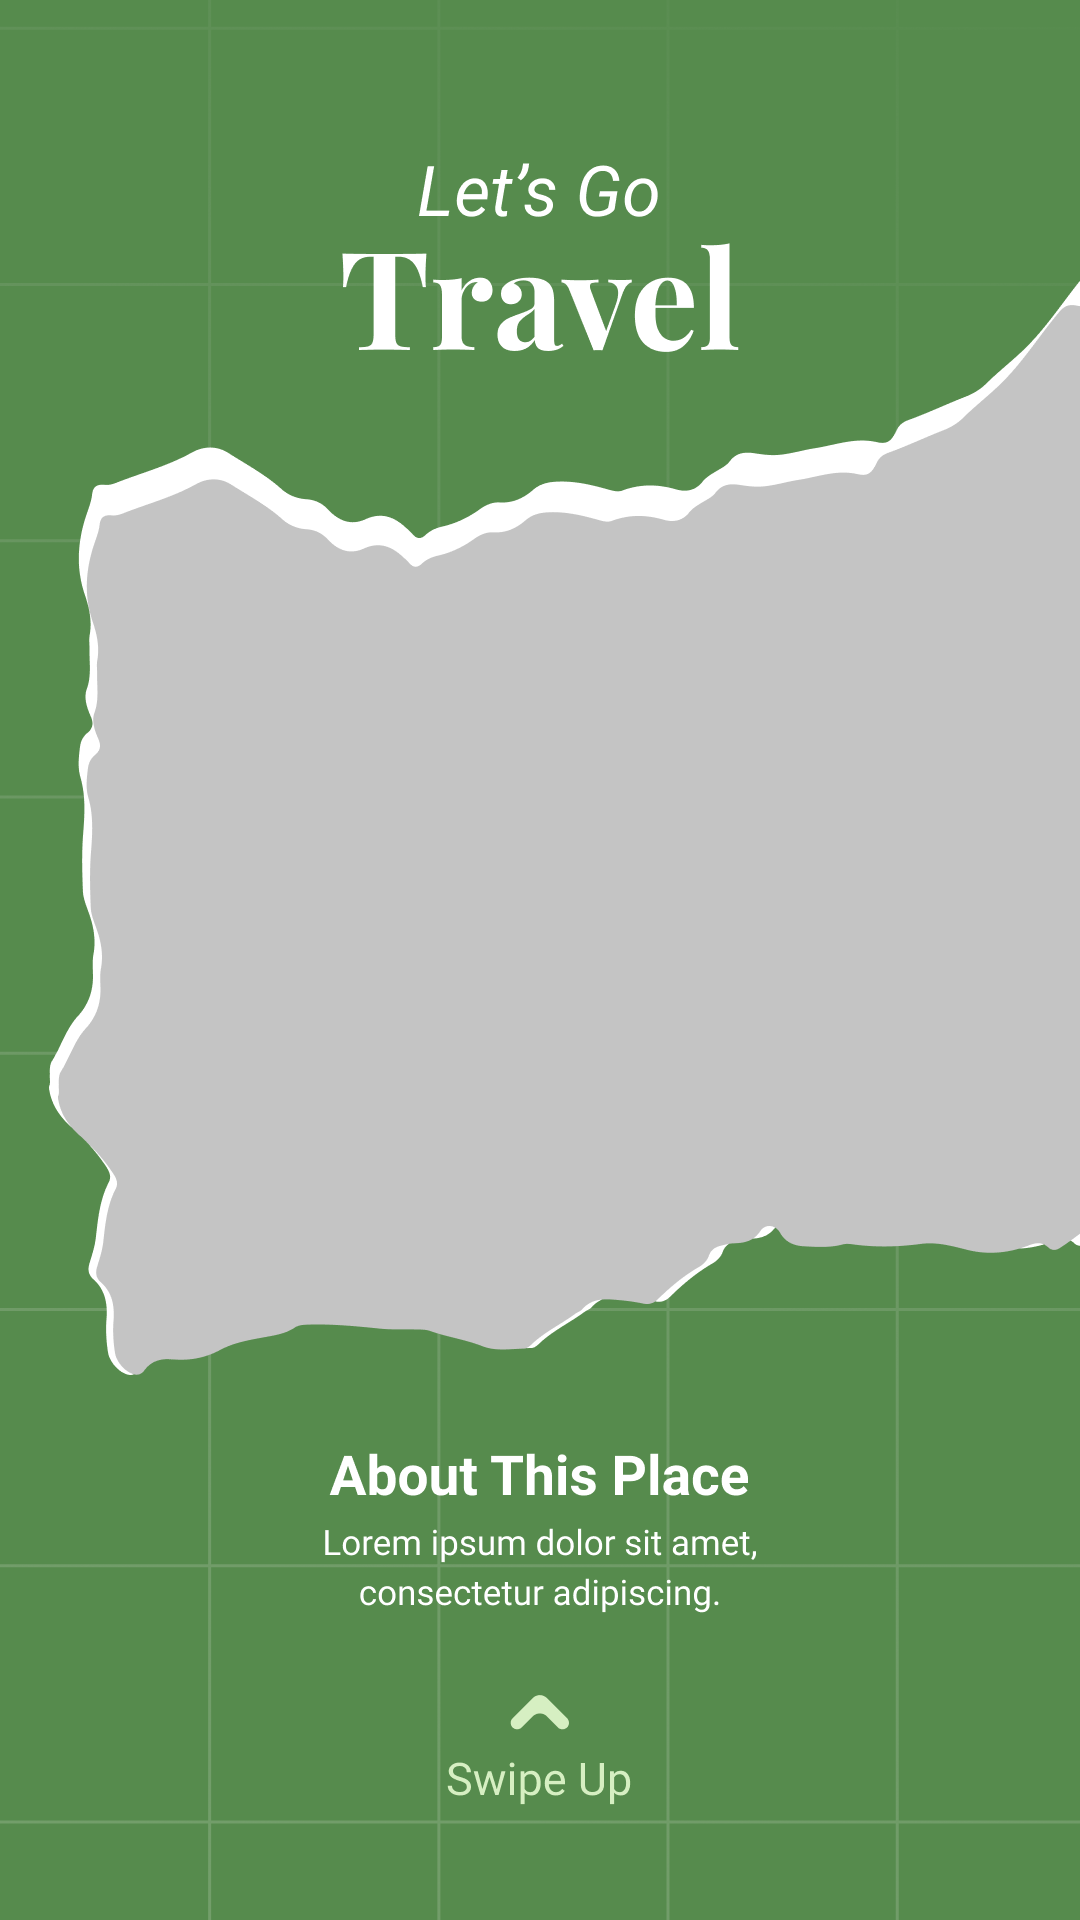 Let’s Go
Travel
About This Place
Lorem ipsum dolor sit amet,
consectetur adipiscing.
Swipe Up